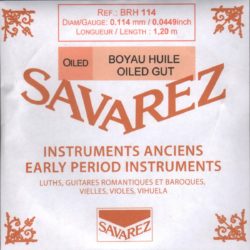 REF.: BRH 114
DIAM/GAUGE: 0.114 mm / 0.0449inch
LONGUEUR / LENGTH : 1,20 m
OILED
BOYAU HUILE
OILED GUT
SAVAREZ
INSTRUMENTS ANCIENS
EARLY PERIOD INSTRUMENTS
LUTHS, GUITARES ROMANTIQUES ET BAROQUES,
VIELLES, VIOLES, VIHUELA
SAVAREZ